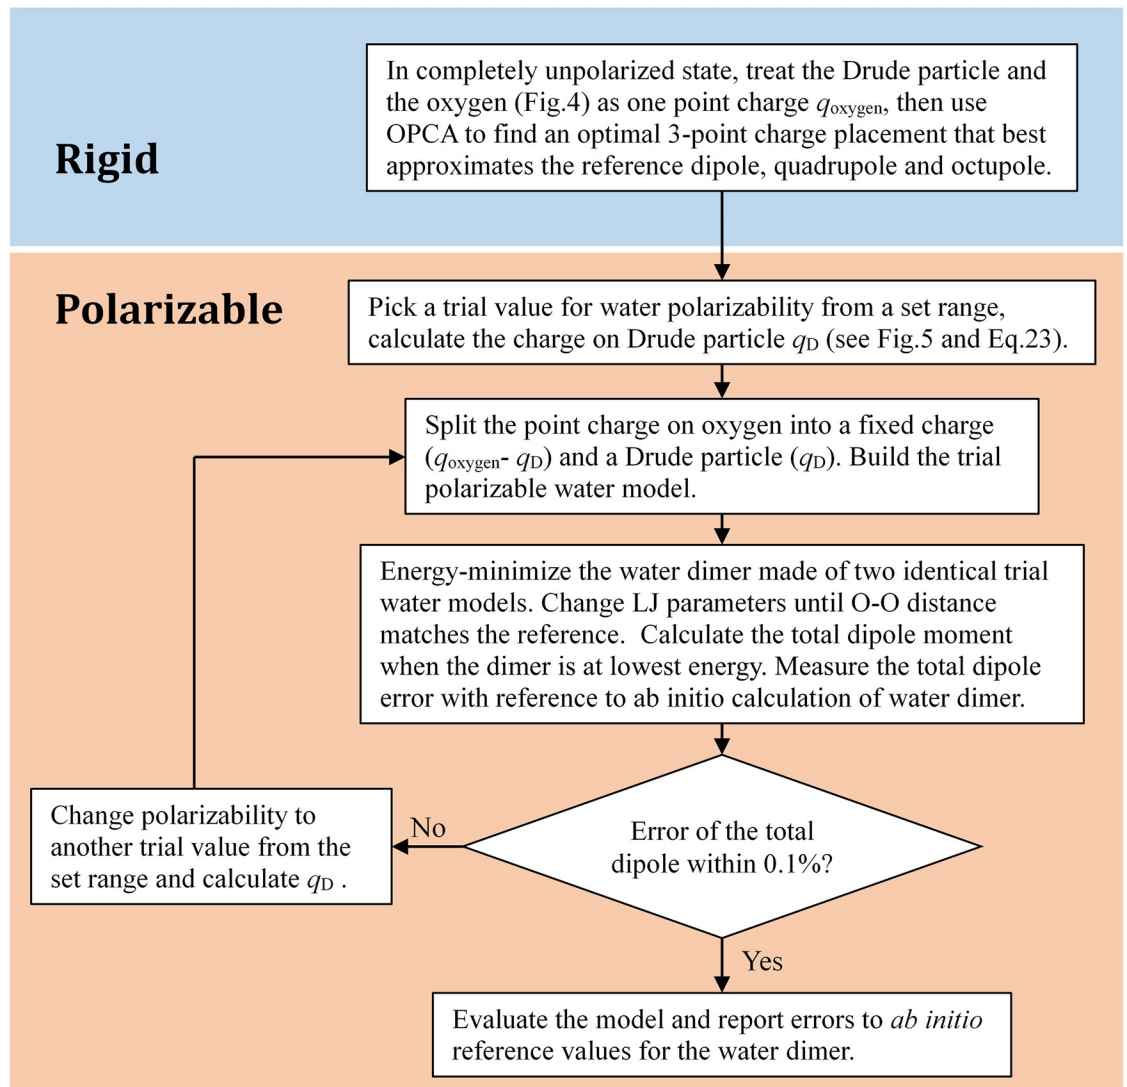 Rigid
In completely unpolarized state, treat the Drude particle and
the oxygen (Fig.4) as one point charge qoxygen, then use
OPCA to find an optimal 3-point charge placement that best
approximates the reference dipole, quadrupole and octupole.
Polarizable
Pick a trial value for water polarizability from a set range,
calculate the charge on Drude particle qD (see Fig.5 and Eq.23).
Split the point charge on oxygen into a fixed charge
(qoxygen- qD) and a Drude particle (qD). Build the trial
polarizable water model.
Energy-minimize the water dimer made of two identical trial
water models. Change LJ parameters until O-O distance
matches the reference.  Calculate the total dipole moment
when the dimer is at lowest energy. Measure the total dipole
error with reference to ab initio calculation of water dimer.
Error of the total
dipole within 0.1%?
No
Change polarizability to
another trial value from the
set range and calculate qD .
Yes
Evaluate the model and report errors to ab initio
reference values for the water dimer.